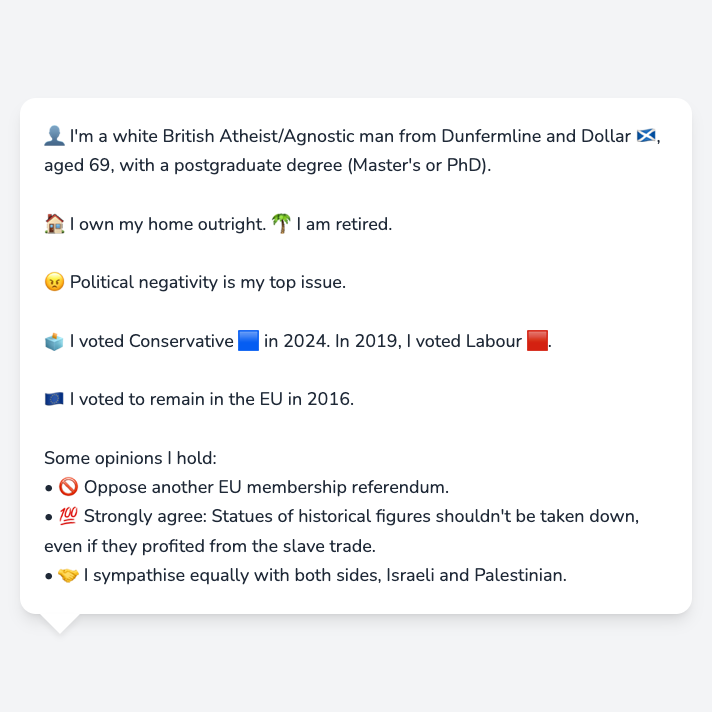 👤 I'm a white British Atheist/Agnostic man from Dunfermline and Dollar 🏴󠁧󠁢󠁳󠁣󠁴󠁿,
aged 69, with a postgraduate degree (Master's or PhD).
🏠 I own my home outright. 🌴 I am retired.
😠 Political negativity is my top issue.
🗳️ I voted Conservative 🟦 in 2024. In 2019, I voted Labour 🟥.
🇪🇺 I voted to remain in the EU in 2016.
Some opinions I hold:
• 🚫 Oppose another EU membership referendum.
• 💯 Strongly agree: Statues of historical figures shouldn't be taken down,
even if they profited from the slave trade.
• 🤝 I sympathise equally with both sides, Israeli and Palestinian.